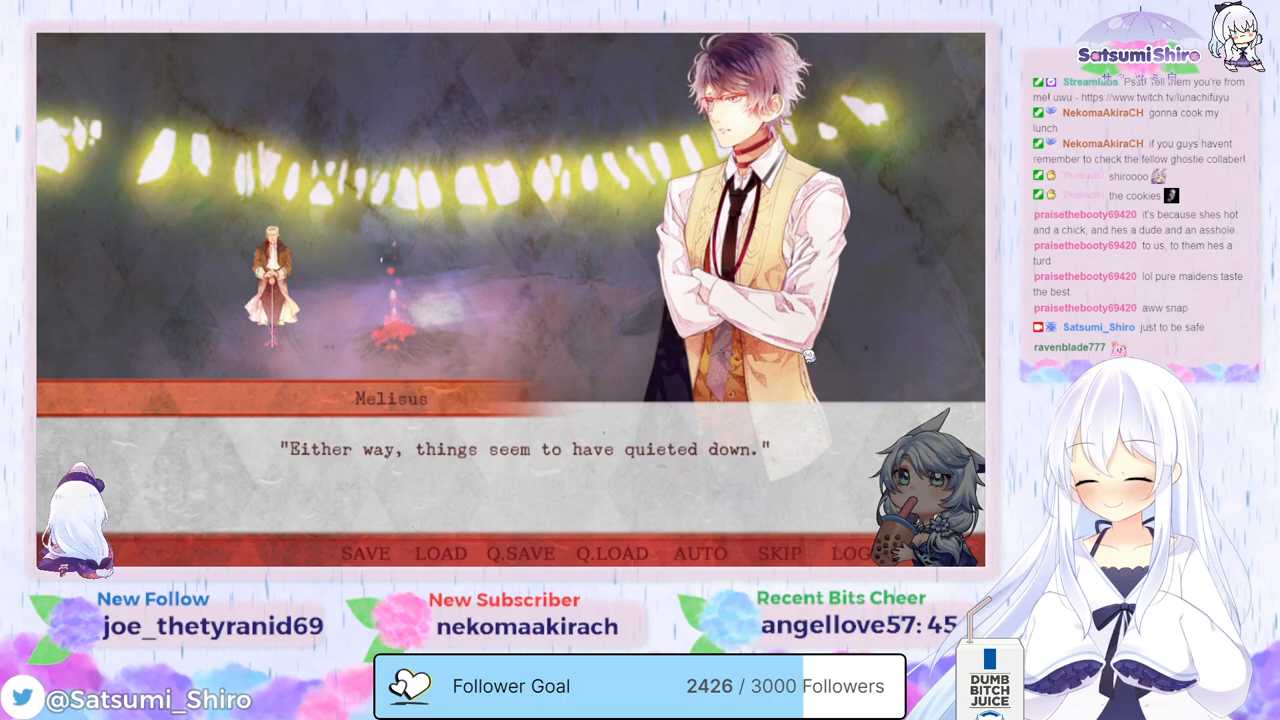 SatsumiShiro
Streamlabs Psst! Tell them you're from
me! uwu - https://www.twitch.tv/lunachifuyu
NekomaAkiraCH gonna cook my
lunch
NekomaAkiraCH if you guys havent
remember to check the fellow ghostie collaber!
shiroooo
the cookies
praisethebooty69420 it's because shes hot
and a chick, and hes a dude and an asshole.
praisethebooty69420 to us, to them hes a
turd
praisethebooty69420 lol pure maidens taste
the best.
praisethebooty69420 aww snap
Satsumi_Shiro just to be safe
ravenblade777
Melisus
"Either way, things seem to have quieted down."
SAVE LOAD Q.SAVE Q.LOAD AUTO SKIP LOG
New Follow
joe_thetyranid69
New Subscriber
nekomaakirach
Recent Bits Cheer
angellove57: 45
Follower Goal
2426 / 3000 Followers
@Satsumi_Shiro
DUMB
BITCH
JUICE